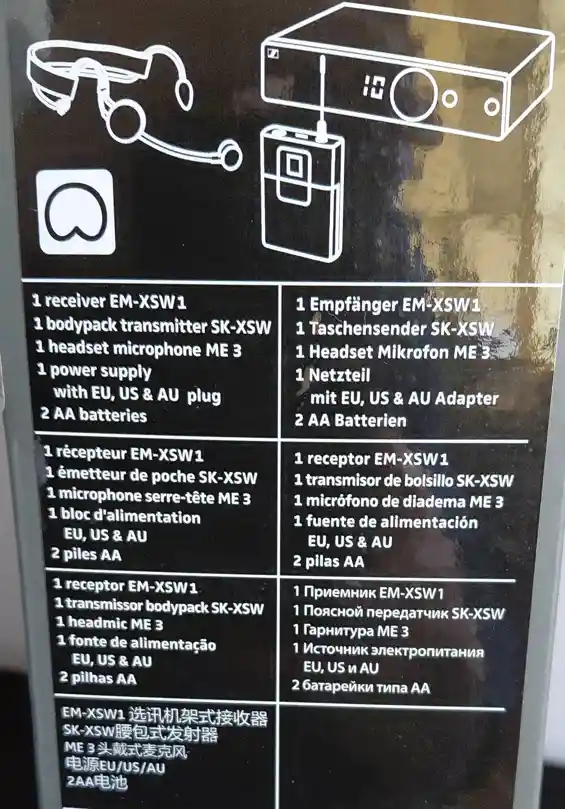 10
1 receiver EM-XSW1
1 bodypack transmitter SK-XSW
1 headset microphone ME 3
1 power supply
with EU, US & AU plug
2 AA batteries
1 Empfänger EM-XSW1
1 Taschensender SK-XSW
1 Headset Mikrofon ME 3
1 Netzteil
mit EU, US & AU Adapter
2 AA Batterien
1 récepteur EM-XSW1
1 émetteur de poche SK-XSW
1 microphone serre-tête ME 3
1 bloc d'alimentation
EU, US & AU
2 piles AA
1 receptor EM-XSW1
1 transmisor de bolsillo SK-XSW
1 micrófono de diadema ME 3
1 fuente de alimentación
EU, US & AU
2 pilas AA
1 receptor EM-XSW1
1 transmissor bodypack SK-XSW
1 headmic ME 3
1 fonte de alimentação
EU, US & AU
2 pilhas AA
1 Приемник EM-XSW1
1 Поясной передатчик SK-XSW
1 Гарнитура ME 3
1 Источник электропитания
EU, US и AU
2 батарейки типа AA
EM-XSW1 选讯机架式接收器
SK-XSW腰包式发射器
ME 3头戴式麦克风
电源EU/US/AU
2AA电池